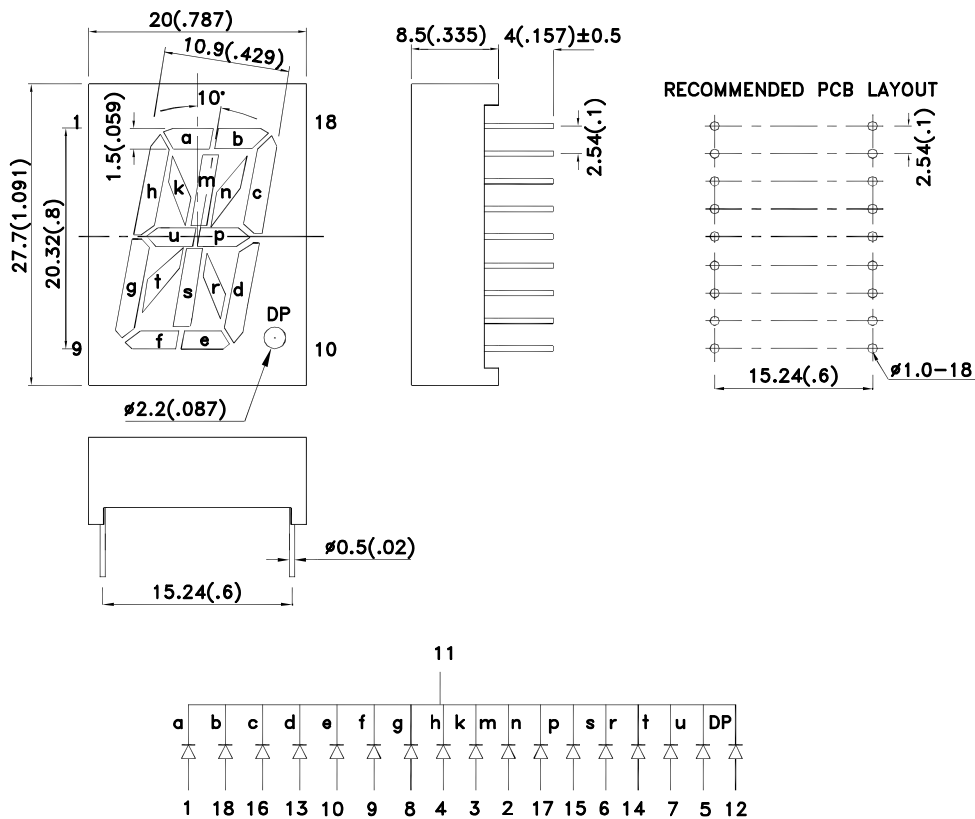 20(.787)
8.5(.335)
4(.157)±0.5
10.9(.429)
10°
RECOMMENDED PCB LAYOUT
1
18
1.5(.059)
a
b
2.54(.1)
2.54(.1)
27.7(1.091)
20.32(.8)
h
k
m
n
c
u
p
g
t
s
r
d
DP
f
e
9
10
ø2.2(.087)
15.24(.6)
ø1.0-18
ø0.5(.02)
15.24(.6)
11
a b c d e f g h k m n p s r t u DP
1 18 16 13 10 9 8 4 3 2 17 15 6 14 7 5 12